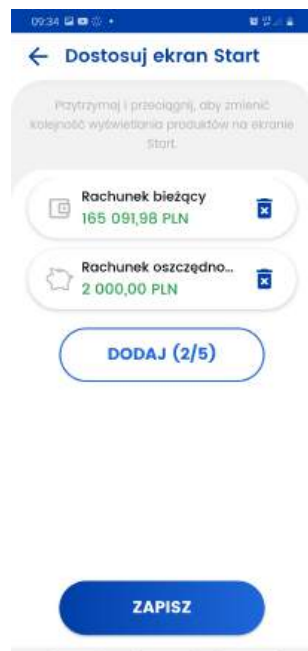 09:34
Dostosuj ekran Start
Przytrzymaj i przeciągnij, aby zmienić
kolejność wyświetlania produktów na ekranie
Start.
Rachunek bieżący
165 091,98 PLN
Rachunek oszczędno...
2 000,00 PLN
DODAJ (2/5)
ZAPISZ